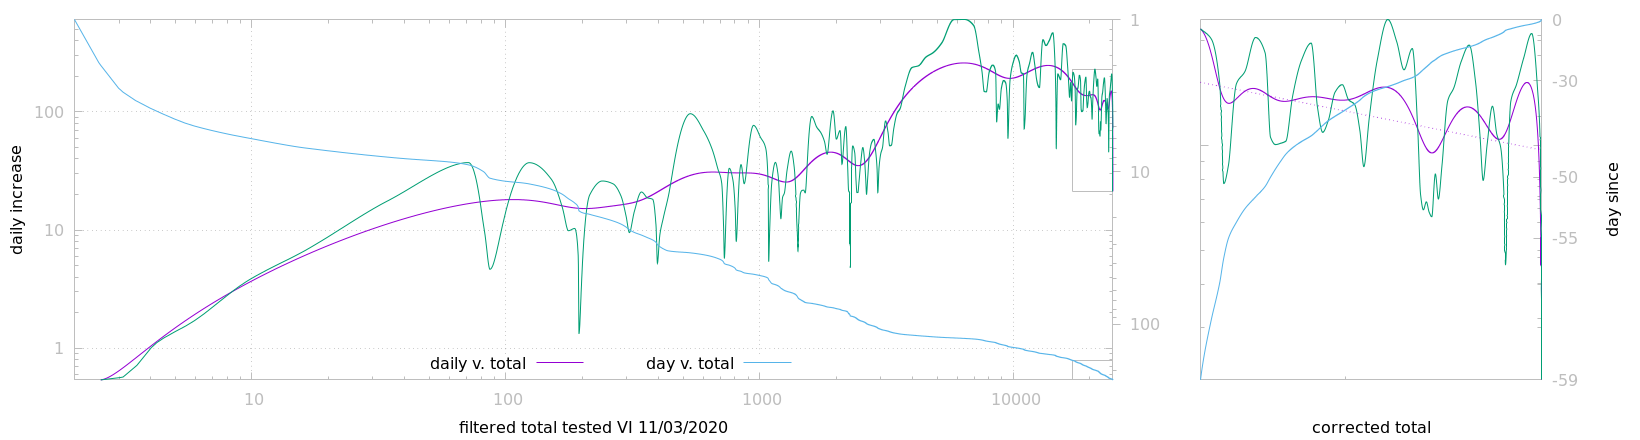 daily increase
100
10
1
10
100
1000
10000
filtered total tested VI 11/03/2020
daily v. total
day v. total
1
10
100
corrected total
0
-30
-50
-55
-59
day since